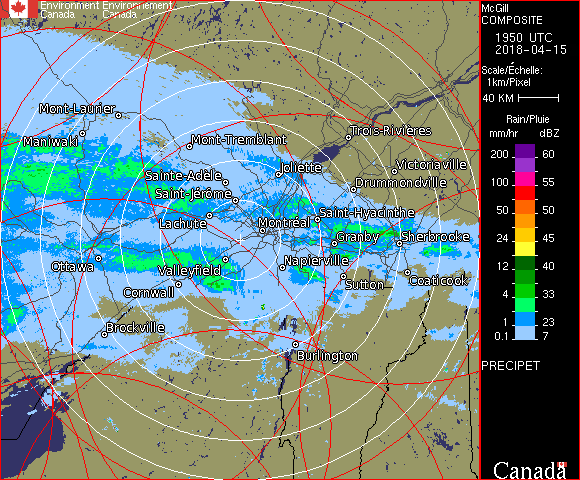 Environment Environnement
Canada Canada
McGill
COMPOSITE
1950 UTC
2018-04-15
Scale/Échelle:
1km/Pixel
40 KM
Rain/Pluie
mm/hr dBZ
200 60
100 55
50 50
24 45
12 40
4 33
1 23
0.1 7
PRECIPET
Canada
Mont-Laurier
Maniwaki
Mont-Tremblant
Trois-Rivières
Joliette
Victoriaville
Sainte-Adèle
Drummondville
Saint-Jérôme
Lachute
Montréal
Saint-Hyacinthe
Granby
Sherbrooke
Ottawa
Valleyfield
Napierville
Cornwall
Sutton
Coaticook
Brockville
Burlington